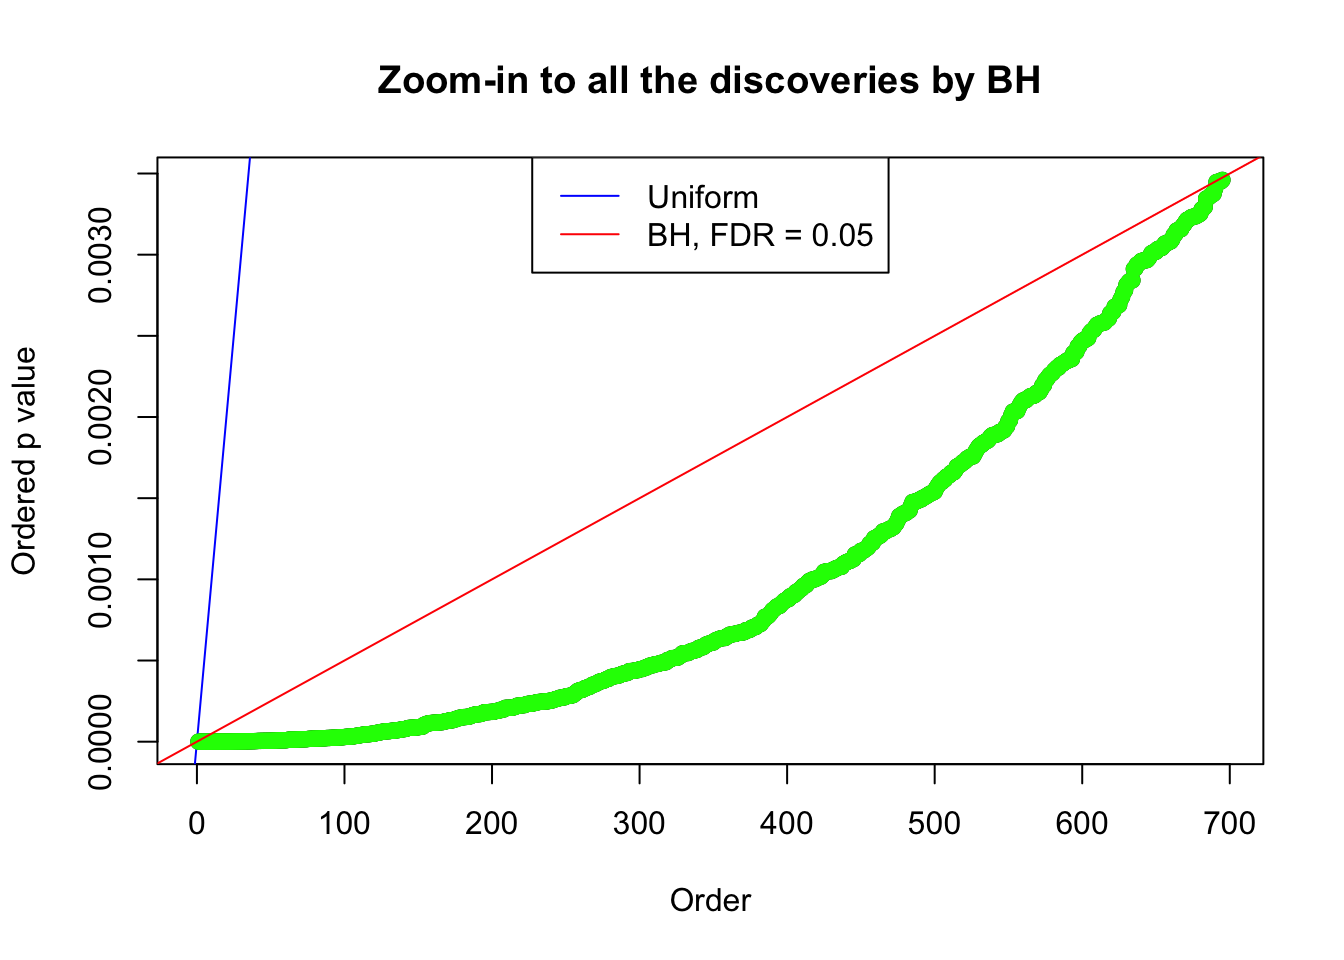 Zoom-in to all the discoveries by BH
Uniform
BH, FDR = 0.05
Ordered p value
0.0030
0.0020
0.0010
0.0000
0 100 200 300 400 500 600 700
Order